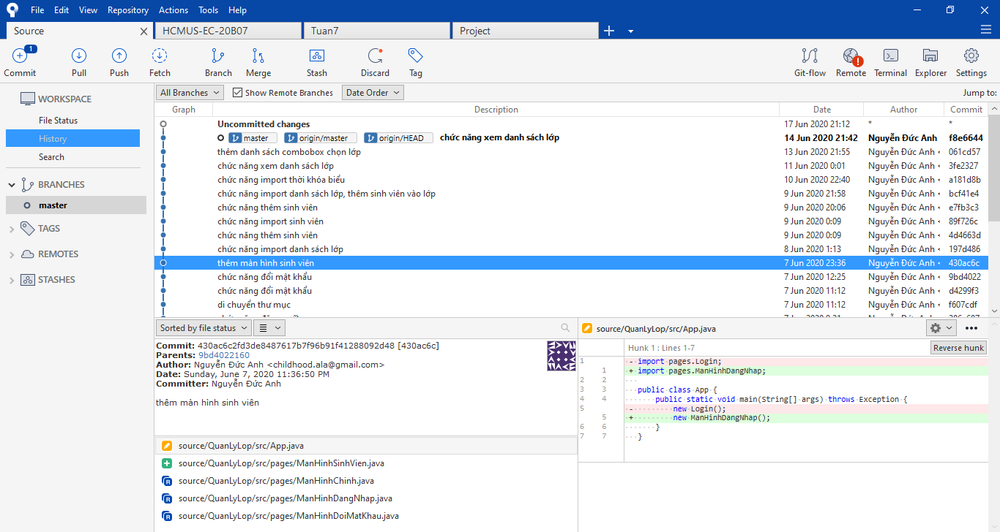 File Edit View Repository Actions Tools Help
Source HCMUS-EC-20B07 Tuan7 Project
1
Commit Pull Push Fetch Branch Merge Stash Discard Tag Git-flow Remote Terminal Explorer Settings
WORKSPACE
File Status
History
Search
BRANCHES
master
TAGS
REMOTES
STASHES
All Branches Show Remote Branches Date Order Jump to:
Graph Description Date Author Commit
Uncommitted changes 17 Jun 2020 21:12 * *
master origin/master origin/HEAD chức năng xem danh sách lớp 14 Jun 2020 21:42 Nguyễn Đức Anh f8e6644
thêm danh sách combobox chọn lớp 13 Jun 2020 21:55 Nguyễn Đức Anh < 061cd57
chức năng xem danh sách lớp 11 Jun 2020 0:01 Nguyễn Đức Anh < 3fe2327
chức năng import thời khóa biểu 10 Jun 2020 22:40 Nguyễn Đức Anh < a181d8b
chức năng import danh sách lớp, thêm sinh viên vào lớp 9 Jun 2020 21:58 Nguyễn Đức Anh < bcf41e4
chức năng thêm sinh viên 9 Jun 2020 20:06 Nguyễn Đức Anh < e7fb3c3
chức năng import sinh viên 9 Jun 2020 0:09 Nguyễn Đức Anh < 89f726c
chức năng thêm sinh viên 9 Jun 2020 0:09 Nguyễn Đức Anh < 4d4663d
chức năng import danh sách lớp 8 Jun 2020 1:13 Nguyễn Đức Anh < 197d486
thêm màn hình sinh viên 7 Jun 2020 23:36 Nguyễn Đức Anh < 430ac6c
chức năng đổi mật khẩu 7 Jun 2020 12:25 Nguyễn Đức Anh < 9bd4022
chức năng đổi mật khẩu 7 Jun 2020 11:12 Nguyễn Đức Anh < d4299f3
di chuyển thư mục 7 Jun 2020 11:12 Nguyễn Đức Anh < f607cdf
Sorted by file status
Commit: 430ac6c2fd3de8487617b7f96b91f41288092d48 [430ac6c]
Parents: 9bd4022160
Author: Nguyễn Đức Anh <childhood.ala@gmail.com>
Date: Sunday, June 7, 2020 11:36:50 PM
Committer: Nguyễn Đức Anh
thêm màn hình sinh viên
source/QuanLyLop/src/App.java
source/QuanLyLop/src/pages/ManHinhSinhVien.java
source/QuanLyLop/src/pages/ManHinhChinh.java
source/QuanLyLop/src/pages/ManHinhDangNhap.java
source/QuanLyLop/src/pages/ManHinhDoiMatKhau.java
source/QuanLyLop/src/App.java
Hunk 1 : Lines 1-7 Reverse hunk
1 - import pages.Login;
1 + import pages.ManHinhDangNhap;
2 2
3 3 public class App {
4 4 public static void main(String[] args) throws Exception {
5 - new Login();
5 + new ManHinhDangNhap();
6 6 }
7 7 }